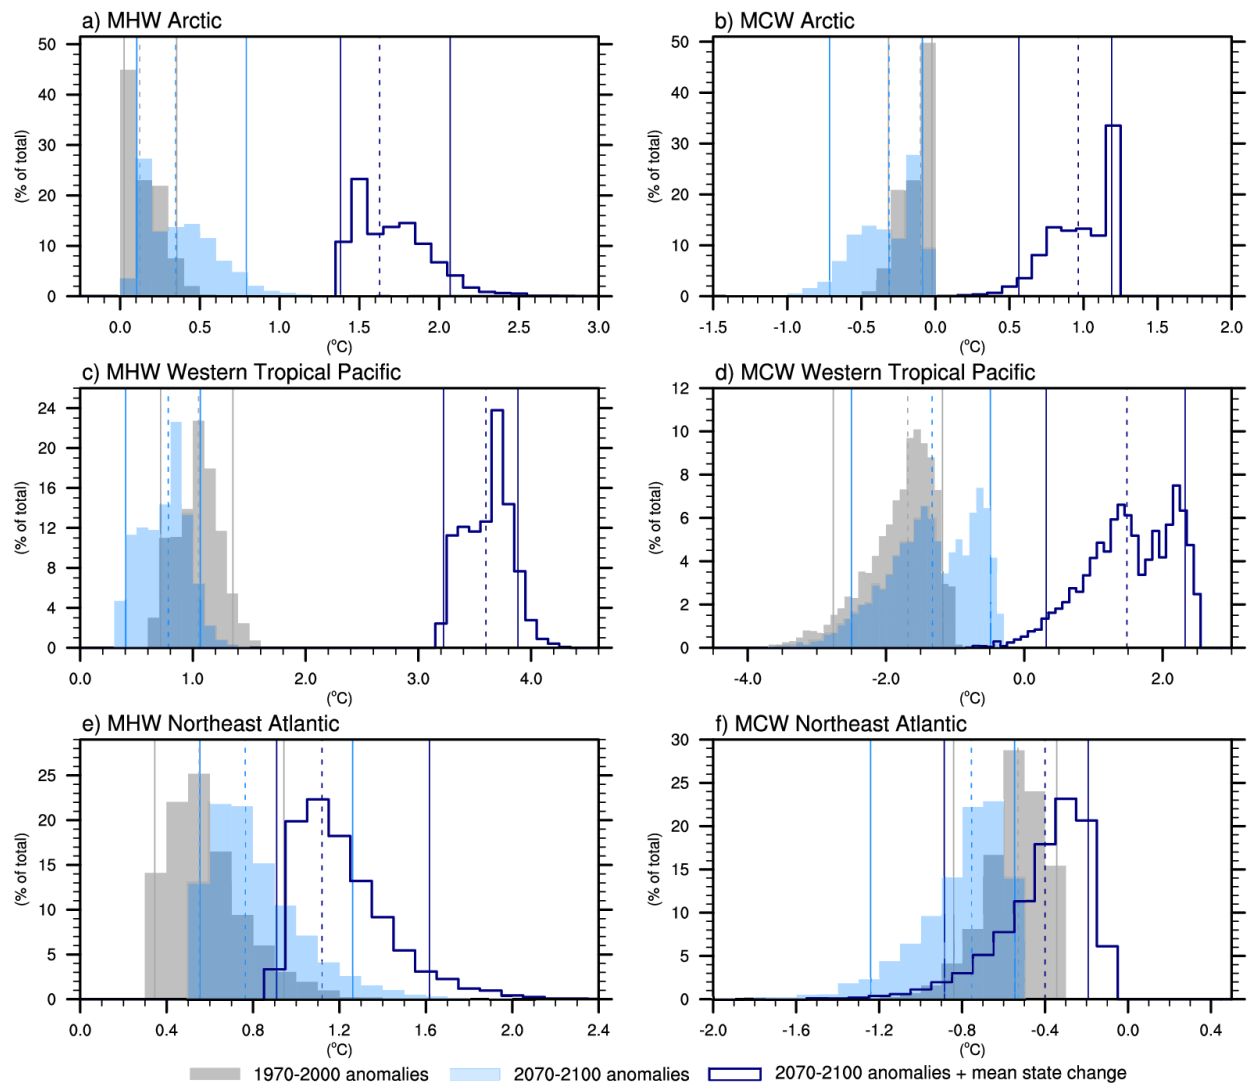 a) MHW Arctic
b) MCW Arctic
50
40
30
20
10
0
(% of total)
0.0 0.5 1.0 1.5 2.0 2.5 3.0
(°C)
50
40
30
20
10
0
(% of total)
-1.5 -1.0 -0.5 0.0 0.5 1.0 1.5 2.0
(°C)
c) MHW Western Tropical Pacific
d) MCW Western Tropical Pacific
24
20
16
12
8
4
0
(% of total)
0.0 1.0 2.0 3.0 4.0
(°C)
12
10
8
6
4
2
0
(% of total)
-4.0 -2.0 0.0 2.0
(°C)
e) MHW Northeast Atlantic
f) MCW Northeast Atlantic
25
20
15
10
5
0
(% of total)
0.0 0.4 0.8 1.2 1.6 2.0 2.4
(°C)
30
25
20
15
10
5
0
(% of total)
-2.0 -1.6 -1.2 -0.8 -0.4 0.0 0.4
(°C)
1970-2000 anomalies 2070-2100 anomalies 2070-2100 anomalies + mean state change